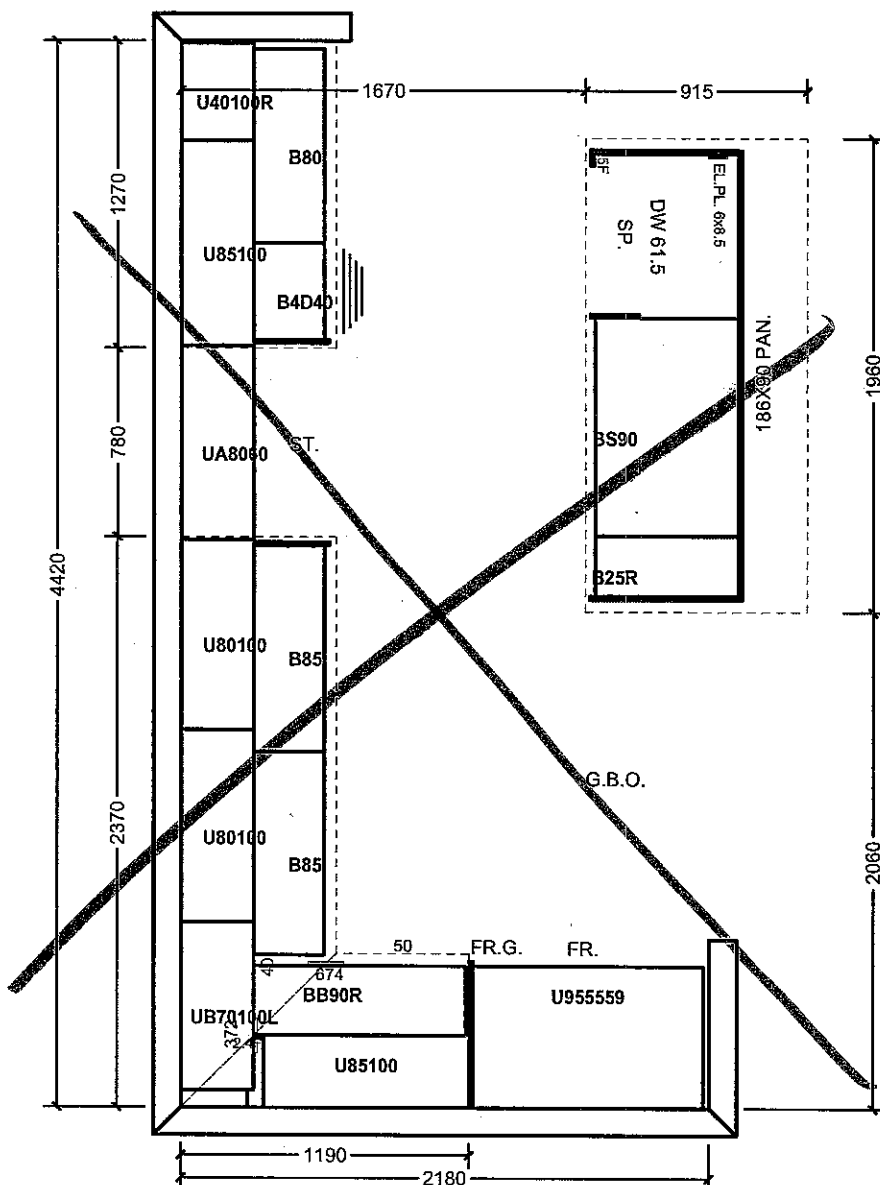 1670
915
U40100R
B80
5F
EL.PL. 6x6.5
DW 61.5
SP.
1270
U85100
B4D40
1960
186X90 PAN.
780
UA8060
ST.
BS90
B25R
4420
U80100
B85
G.B.O.
2370
U80100
B85
2060
50
FR.G.
FR.
40
674
BB90R
U955559
UB70100L
372
U85100
1190
2180